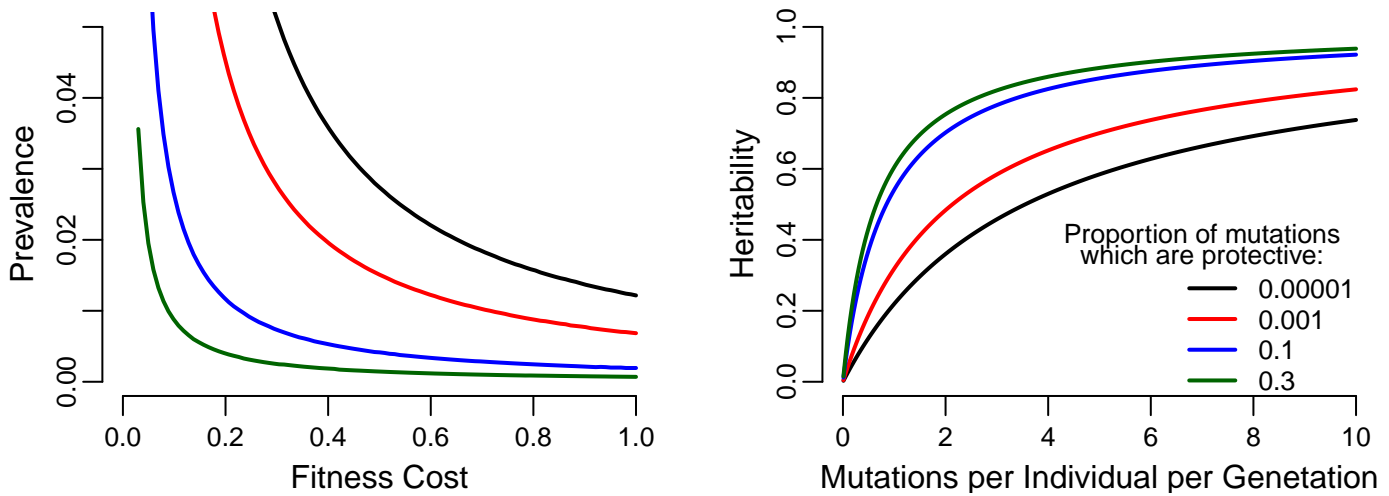 Prevalence
0.04
0.02
0.00
0.0 0.2 0.4 0.6 0.8 1.0
Fitness Cost
Heritability
1.0
0.8
0.6
0.4
0.2
0.0
Proportion of mutations
which are protective:
0.00001
0.001
0.1
0.3
0 2 4 6 8 10
Mutations per Individual per Genetation